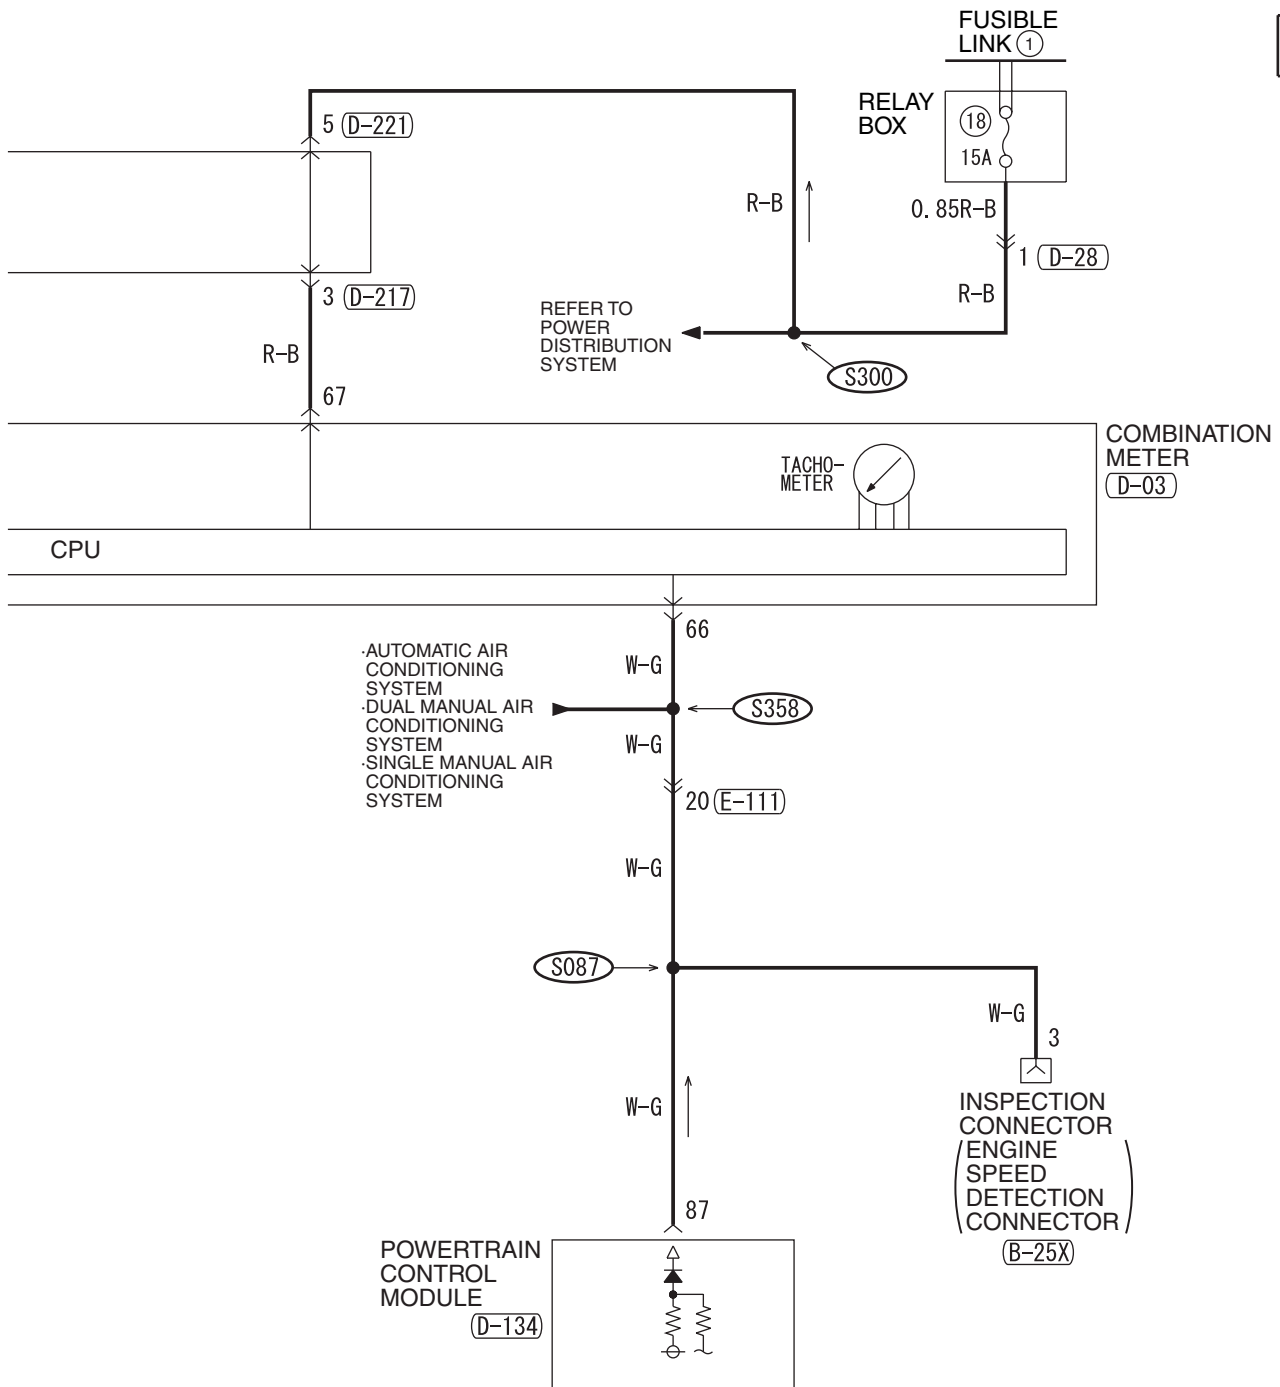 FUSIBLE
LINK 1
RELAY
BOX
18
15A
5 D-221
R-B
0.85R-B
1 D-28
R-B
3 D-217
REFER TO
POWER
DISTRIBUTION
SYSTEM
R-B
S300
67
COMBINATION
METER
D-03
TACHO-
METER
CPU
66
·AUTOMATIC AIR
CONDITIONING
SYSTEM
·DUAL MANUAL AIR
CONDITIONING
SYSTEM
·SINGLE MANUAL AIR
CONDITIONING
SYSTEM
W-G
S358
W-G
20 E-111
W-G
S087
W-G
3
INSPECTION
CONNECTOR
(ENGINE
SPEED
DETECTION
CONNECTOR)
B-25X
W-G
87
POWERTRAIN
CONTROL
MODULE
D-134